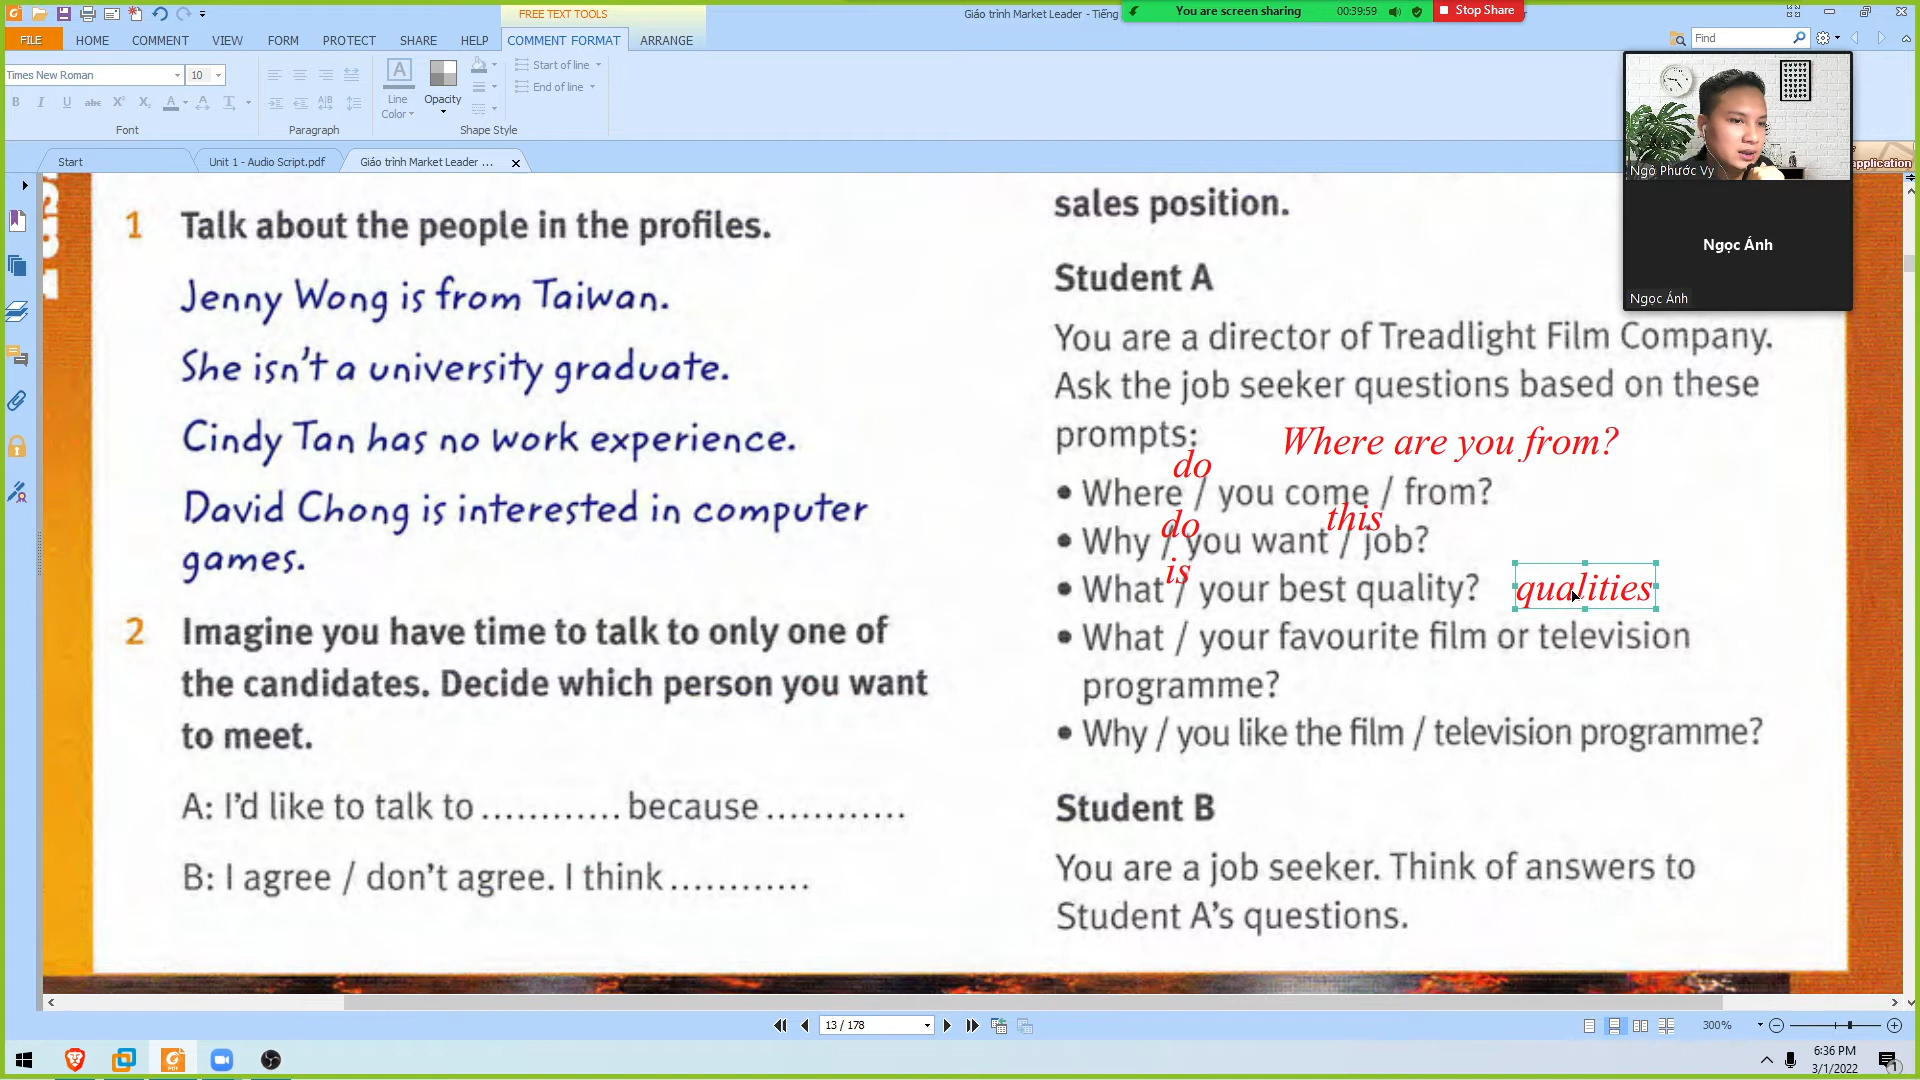 FREE TEXT TOOLS
Giáo trình Market Leader - Tiếng
You are screen sharing
00:39:59
Stop Share
FILE
HOME
COMMENT
VIEW
FORM
PROTECT
SHARE
HELP
COMMENT FORMAT
ARRANGE
Find
Times New Roman
10
Start of line
End of line
Line
Color
Opacity
Font
Paragraph
Shape Style
Start
Unit 1 - Audio Script.pdf
Giáo trình Market Leader ...
application
Ngô Phước Vy
Ngọc Ánh
Ngọc Ánh
1 Talk about the people in the profiles.
Jenny Wong is from Taiwan.
She isn't a university graduate.
Cindy Tan has no work experience.
David Chong is interested in computer
games.
2 Imagine you have time to talk to only one of
the candidates. Decide which person you want
to meet.
A: I'd like to talk to ............ because ............
B: I agree / don't agree. I think ............
sales position.
Student A
You are a director of Treadlight Film Company.
Ask the job seeker questions based on these
prompts:
Where are you from?
do
• Where / you come / from?
do
this
• Why / you want / job?
is
• What / your best quality?
qualities
• What / your favourite film or television
programme?
• Why / you like the film / television programme?
Student B
You are a job seeker. Think of answers to
Student A's questions.
13 / 178
300%
6:36 PM
3/1/2022